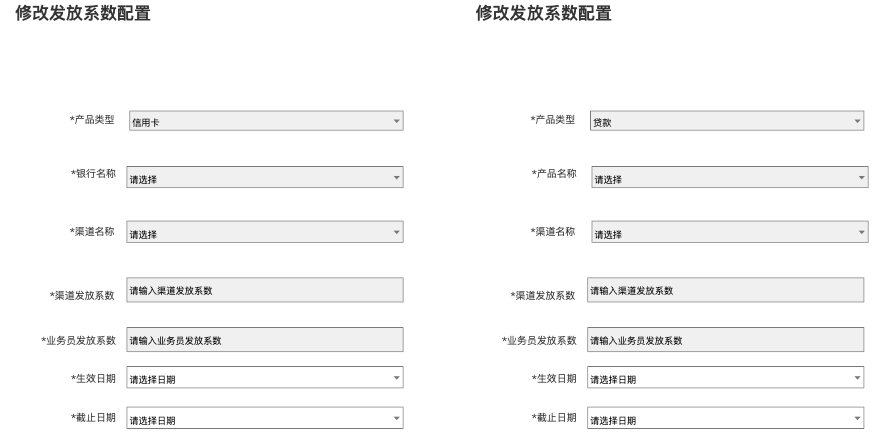 修改发放系数配置
*产品类型 信用卡
*银行名称 请选择
*渠道名称 请选择
*渠道发放系数 请输入渠道发放系数
*业务员发放系数 请输入业务员发放系数
*生效日期 请选择日期
*截止日期 请选择日期
修改发放系数配置
*产品类型 贷款
*产品名称 请选择
*渠道名称 请选择
*渠道发放系数 请输入渠道发放系数
*业务员发放系数 请输入业务员发放系数
*生效日期 请选择日期
*截止日期 请选择日期